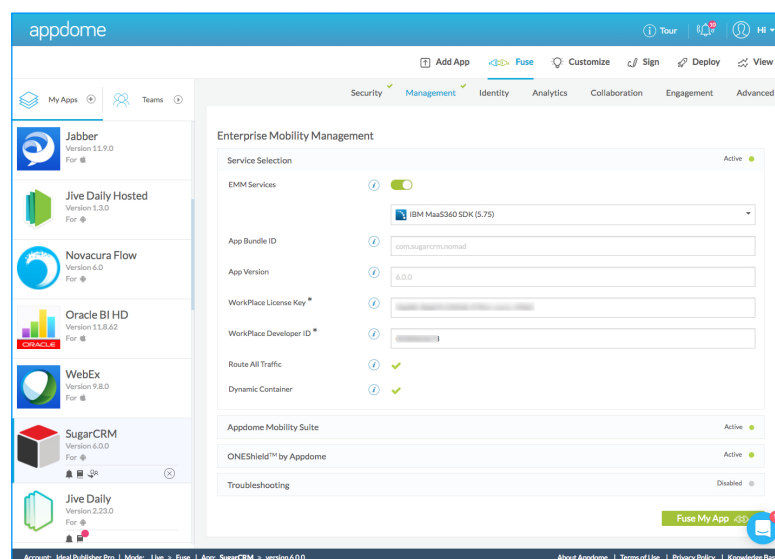 appdome
Tour
10
Hi
Add App
Fuse
Customize
Sign
Deploy
View
My Apps
Teams
Security
Management
Identity
Analytics
Collaboration
Engagement
Advanced
Jabber
Version 11.9.0
For
Jive Daily Hosted
Version 1.3.0
For
Novacura Flow
Version 6.0
For
Oracle BI HD
Version 11.8.62
For
ORACLE
WebEx
Version 9.8.0
For
SugarCRM
Version 6.0.0
For
Jive Daily
Version 2.23.0
For
Enterprise Mobility Management
Service Selection
Active
EMM Services
IBM MaaS360 SDK (5.75)
App Bundle ID
com.sugarcrm.nomad
App Version
6.0.0
WorkPlace License Key *
WorkPlace Developer ID *
Route All Traffic
Dynamic Container
Appdome Mobility Suite
Active
ONEShield™ by Appdome
Active
Troubleshooting
Disabled
Fuse My App
Account: Ideal Publisher Pro | Mode: Live > Fuse | App: SugarCRM > version 6.0.0
About Appdome | Terms of Use | Privacy Policy | Knowledge Bas